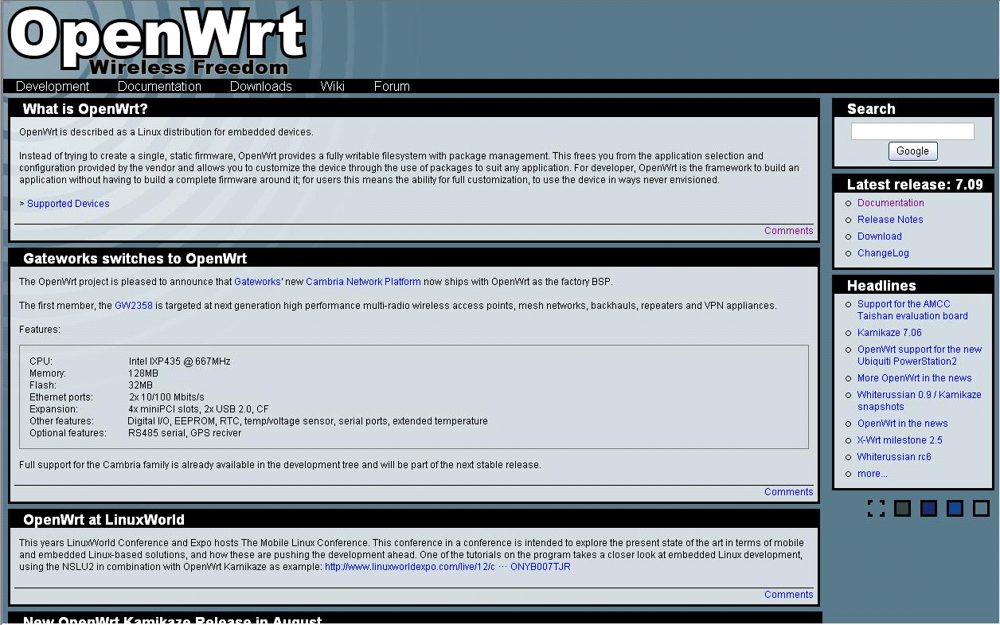 OpenWrt
Wireless Freedom
Development Documentation Downloads Wiki Forum
What is OpenWrt?
OpenWrt is described as a Linux distribution for embedded devices.
Instead of trying to create a single, static firmware, OpenWrt provides a fully writable filesystem with package management. This frees you from the application selection and
configuration provided by the vendor and allows you to customize the device through the use of packages to suit any application. For developer, OpenWrt is the framework to build an
application without having to build a complete firmware around it; for users this means the ability for full customization, to use the device in ways never envisioned.
> Supported Devices
Comments
Gateworks switches to OpenWrt
The OpenWrt project is pleased to announce that Gateworks' new Cambria Network Platform now ships with OpenWrt as the factory BSP.
The first member, the GW2358 is targeted at next generation high performance multi-radio wireless access points, mesh networks, backhauls, repeaters and VPN appliances.
Features:
CPU: Intel IXP435 @ 667MHz
Memory: 128MB
Flash: 32MB
Ethernet ports: 2x 10/100 Mbits/s
Expansion: 4x miniPCI slots, 2x USB 2.0, CF
Other features: Digital I/O, EEPROM, RTC, temp/voltage sensor, serial ports, extended temperature
Optional features: RS485 serial, GPS reciver
Full support for the Cambria family is already available in the development tree and will be part of the next stable release.
Comments
OpenWrt at LinuxWorld
This years LinuxWorld Conference and Expo hosts The Mobile Linux Conference. This conference in a conference is intended to explore the present state of the art in terms of mobile
and embedded Linux-based solutions, and how these are pushing the development ahead. One of the tutorials on the program takes a closer look at embedded Linux development,
using the NSLU2 in combination with OpenWrt Kamikaze as example: http://www.linuxworldexpo.com/live/12/c ··· ONYB007TJR
Comments
New OpenWrt Kamikaze Release in August
Search
Google
Latest release: 7.09
Documentation
Release Notes
Download
ChangeLog
Headlines
Support for the AMCC
Taishan evaluation board
Kamikaze 7.06
OpenWrt support for the new
Ubiquiti PowerStation2
More OpenWrt in the news
Whiterussian 0.9 / Kamikaze
snapshots
OpenWrt in the news
X-Wrt milestone 2.5
Whiterussian rc6
more...